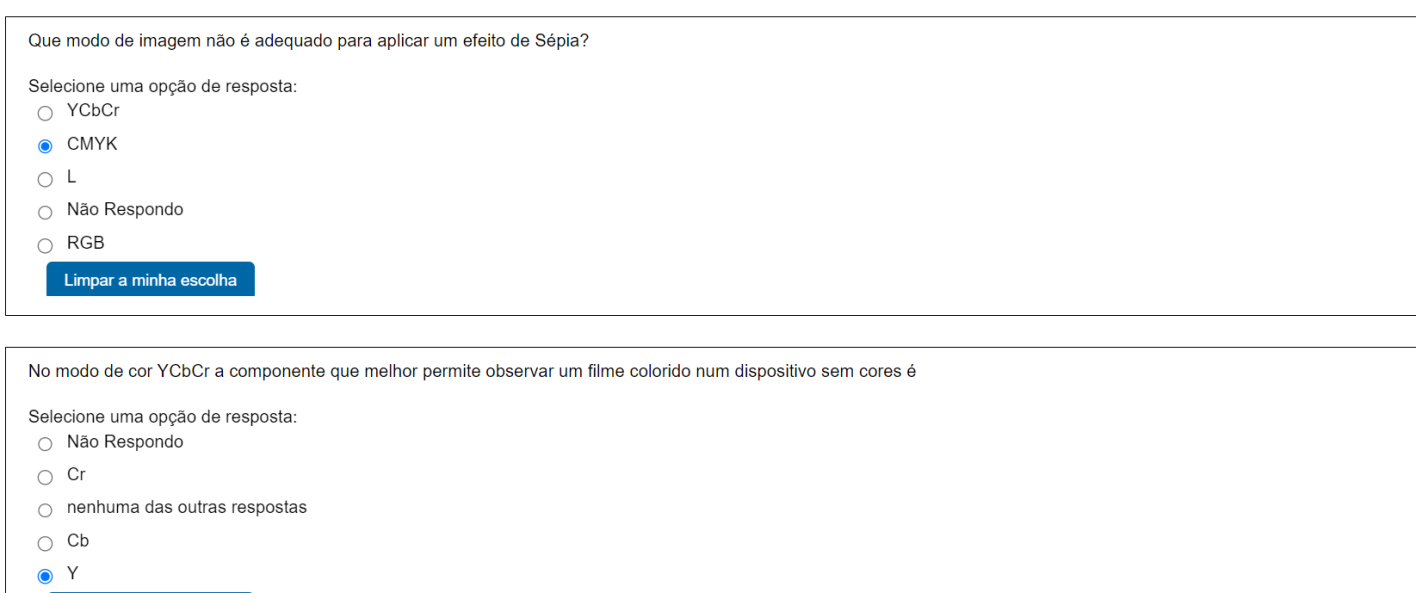 Que modo de imagem não é adequado para aplicar um efeito de Sépia?
Selecione uma opção de resposta:
YCbCr
CMYK
L
Não Respondo
RGB
Limpar a minha escolha
No modo de cor YCbCr a componente que melhor permite observar um filme colorido num dispositivo sem cores é
Selecione uma opção de resposta:
Não Respondo
Cr
nenhuma das outras respostas
Cb
Y